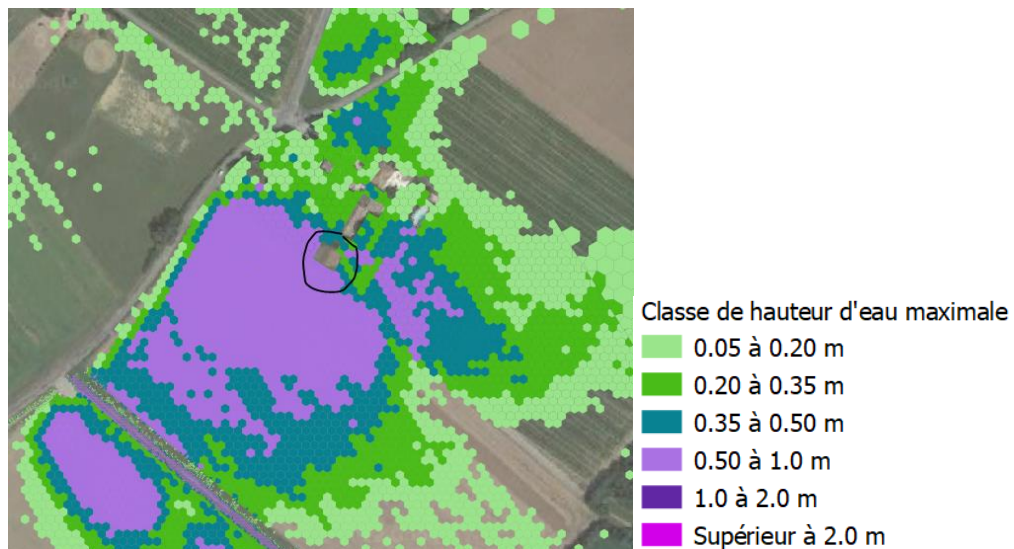 Classe de hauteur d'eau maximale
0.05 à 0.20 m
0.20 à 0.35 m
0.35 à 0.50 m
0.50 à 1.0 m
1.0 à 2.0 m
Supérieur à 2.0 m